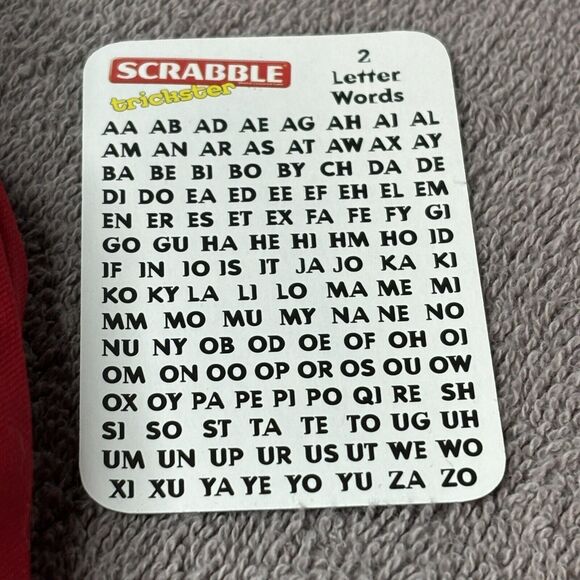 SCRABBLE
trickster
2
Letter
Words
AA AB AD AE AG AH AI AL
AM AN AR AS AT AW AX AY
BA BE BI BO BY CH DA DE
DI DO EA ED EE EF EH EL EM
EN ER ES ET EX FA FE FY GI
GO GU HA HE HI HM HO ID
IF IN IO IS IT JA JO KA KI
KO KY LA LI LO MA ME MI
MM MO MU MY NA NE NO
NU NY OB OD OE OF OH OI
OM ON OO OP OR OS OU OW
OX OY PA PE PI PO QI RE SH
SI SO ST TA TE TO UG UH
UM UN UP UR US UT WE WO
XI XU YA YE YO YU ZA ZO